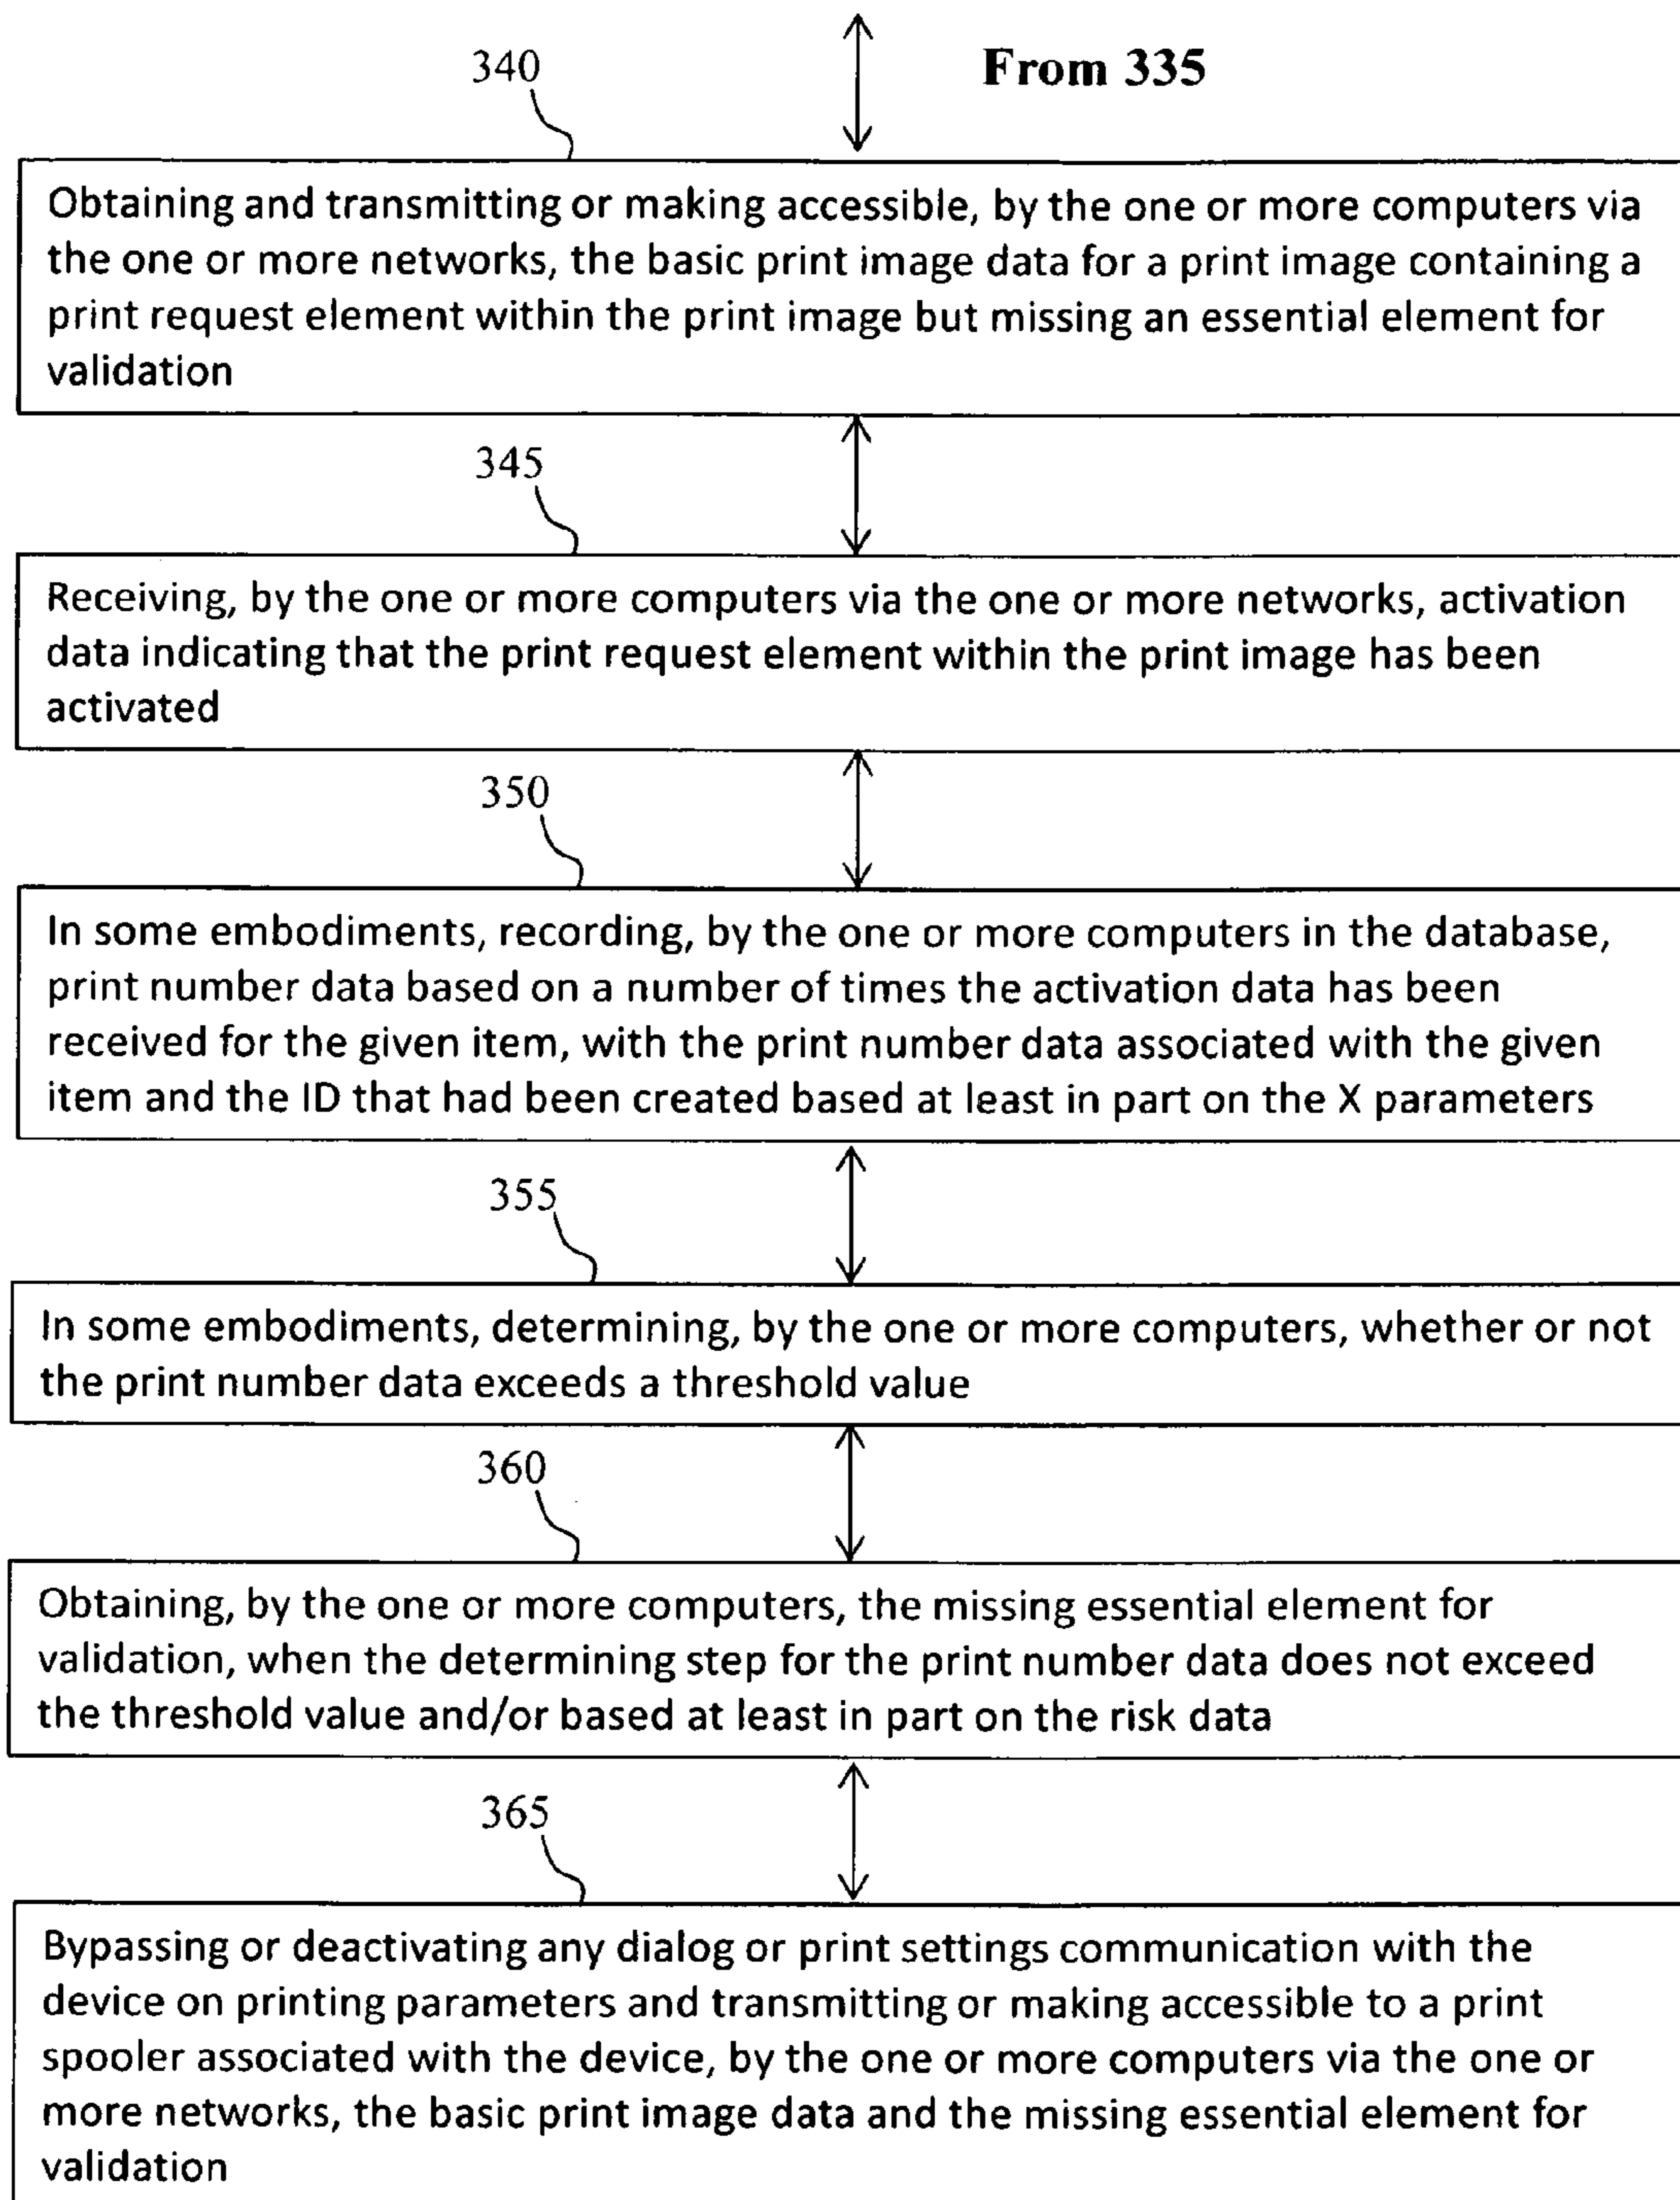 340
From 335
Obtaining and transmitting or making accessible, by the one or more computers via
the one or more networks, the basic print image data for a print image containing a
print request element within the print image but missing an essential element for
validation
345
Receiving, by the one or more computers via the one or more networks, activation
data indicating that the print request element within the print image has been
activated
350
In some embodiments, recording, by the one or more computers in the database,
print number data based on a number of times the activation data has been
received for the given item, with the print number data associated with the given
item and the ID that had been created based at least in part on the X parameters
355
In some embodiments, determining, by the one or more computers, whether or not
the print number data exceeds a threshold value
360
Obtaining, by the one or more computers, the missing essential element for
validation, when the determining step for the print number data does not exceed
the threshold value and/or based at least in part on the risk data
365
Bypassing or deactivating any dialog or print settings communication with the
device on printing parameters and transmitting or making accessible to a print
spooler associated with the device, by the one or more computers via the one or
more networks, the basic print image data and the missing essential element for
validation